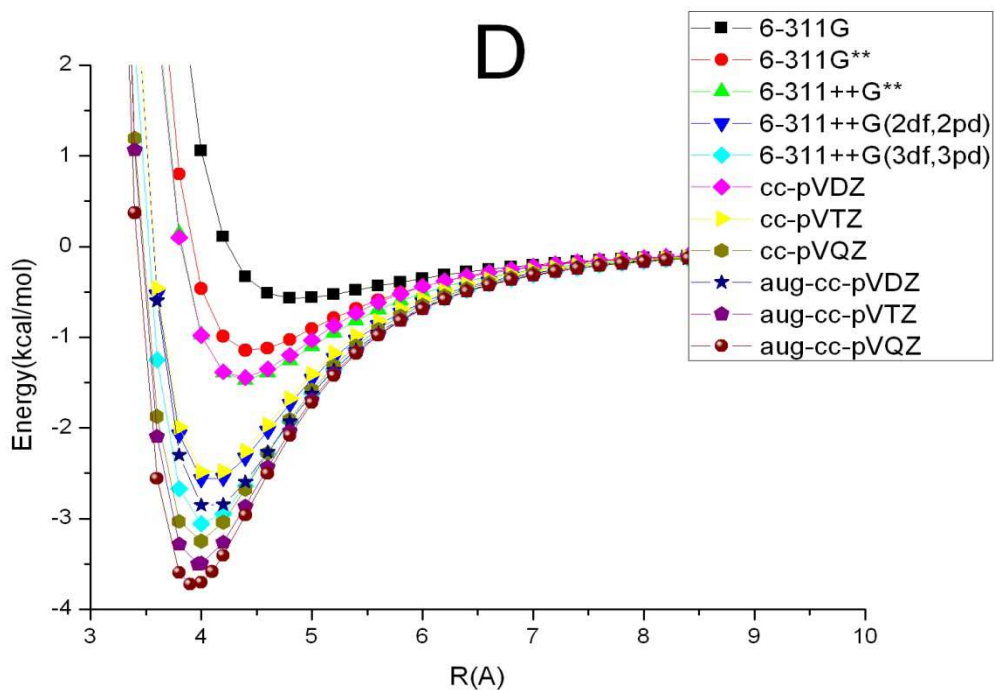 D
6-311G
6-311G**
6-311++G**
6-311++G(2df,2pd)
6-311++G(3df,3pd)
cc-pVDZ
cc-pVTZ
cc-pVQZ
aug-cc-pVDZ
aug-cc-pVTZ
aug-cc-pVQZ
Energy(kcal/mol)
2
1
0
-1
-2
-3
-4
3 4 5 6 7 8 9 10
R(A)